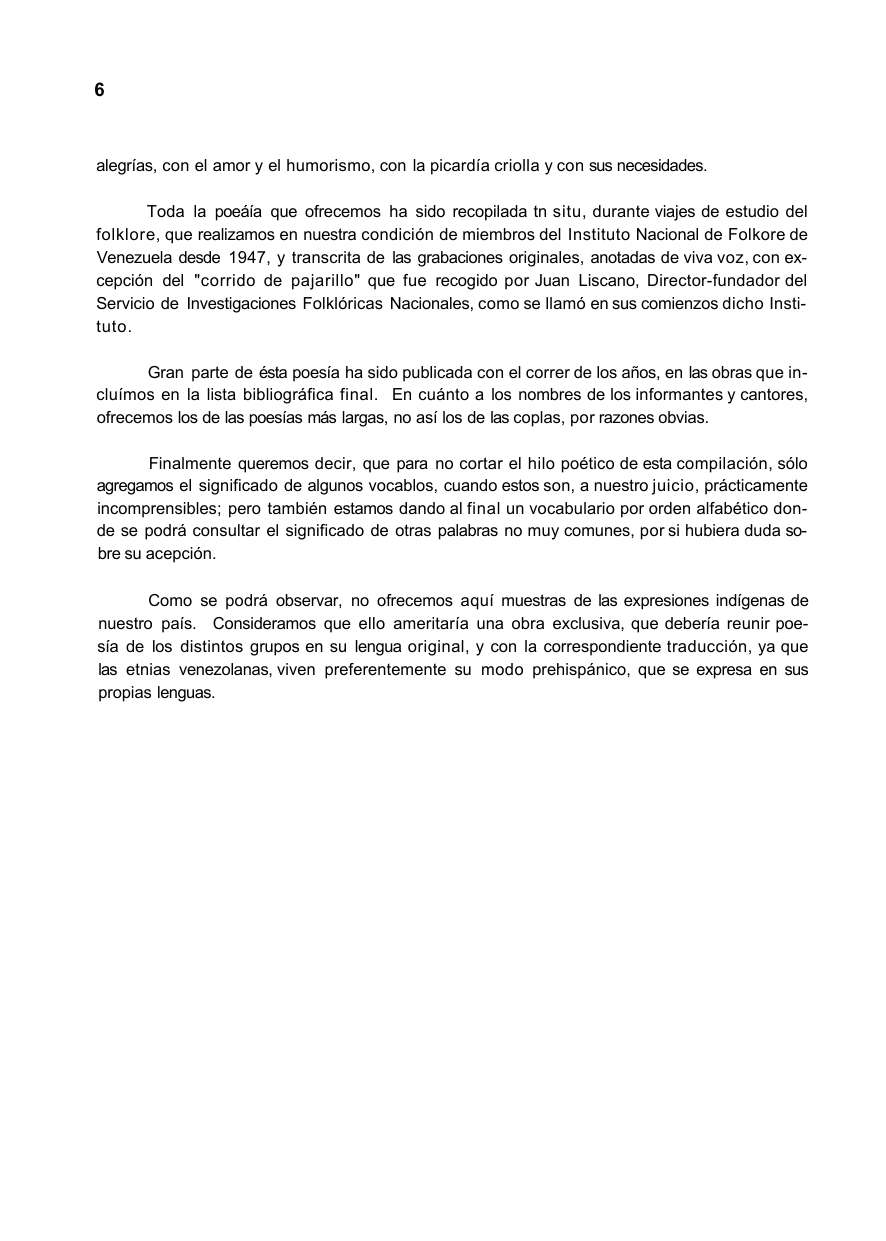 6
alegrías, con el amor y el humorismo, con la picardía criolla y con sus necesidades.
Toda la poeáía que ofrecemos ha sido recopilada tn situ, durante viajes de estudio del
folklore, que realizamos en nuestra condición de miembros del Instituto Nacional de Folkore de
Venezuela desde 1947, y transcrita de las grabaciones originales, anotadas de viva voz, con ex-
cepción del "corrido de pajarillo" que fue recogido por Juan Liscano, Director-fundador del
Servicio de Investigaciones Folklóricas Nacionales, como se llamó en sus comienzos dicho Insti-
tuto.
Gran parte de ésta poesía ha sido publicada con el correr de los años, en las obras que in-
cluímos en la lista bibliográfica final. En cuánto a los nombres de los informantes y cantores,
ofrecemos los de las poesías más largas, no así los de las coplas, por razones obvias.
Finalmente queremos decir, que para no cortar el hilo poético de esta compilación, sólo
agregamos el significado de algunos vocablos, cuando estos son, a nuestro juicio, prácticamente
incomprensibles; pero también estamos dando al final un vocabulario por orden alfabético don-
de se podrá consultar el significado de otras palabras no muy comunes, por si hubiera duda so-
bre su acepción.
Como se podrá observar, no ofrecemos aquí muestras de las expresiones indígenas de
nuestro país. Consideramos que ello ameritaría una obra exclusiva, que debería reunir poe-
sía de los distintos grupos en su lengua original, y con la correspondiente traducción, ya que
las etnias venezolanas, viven preferentemente su modo prehispánico, que se expresa en sus
propias lenguas.